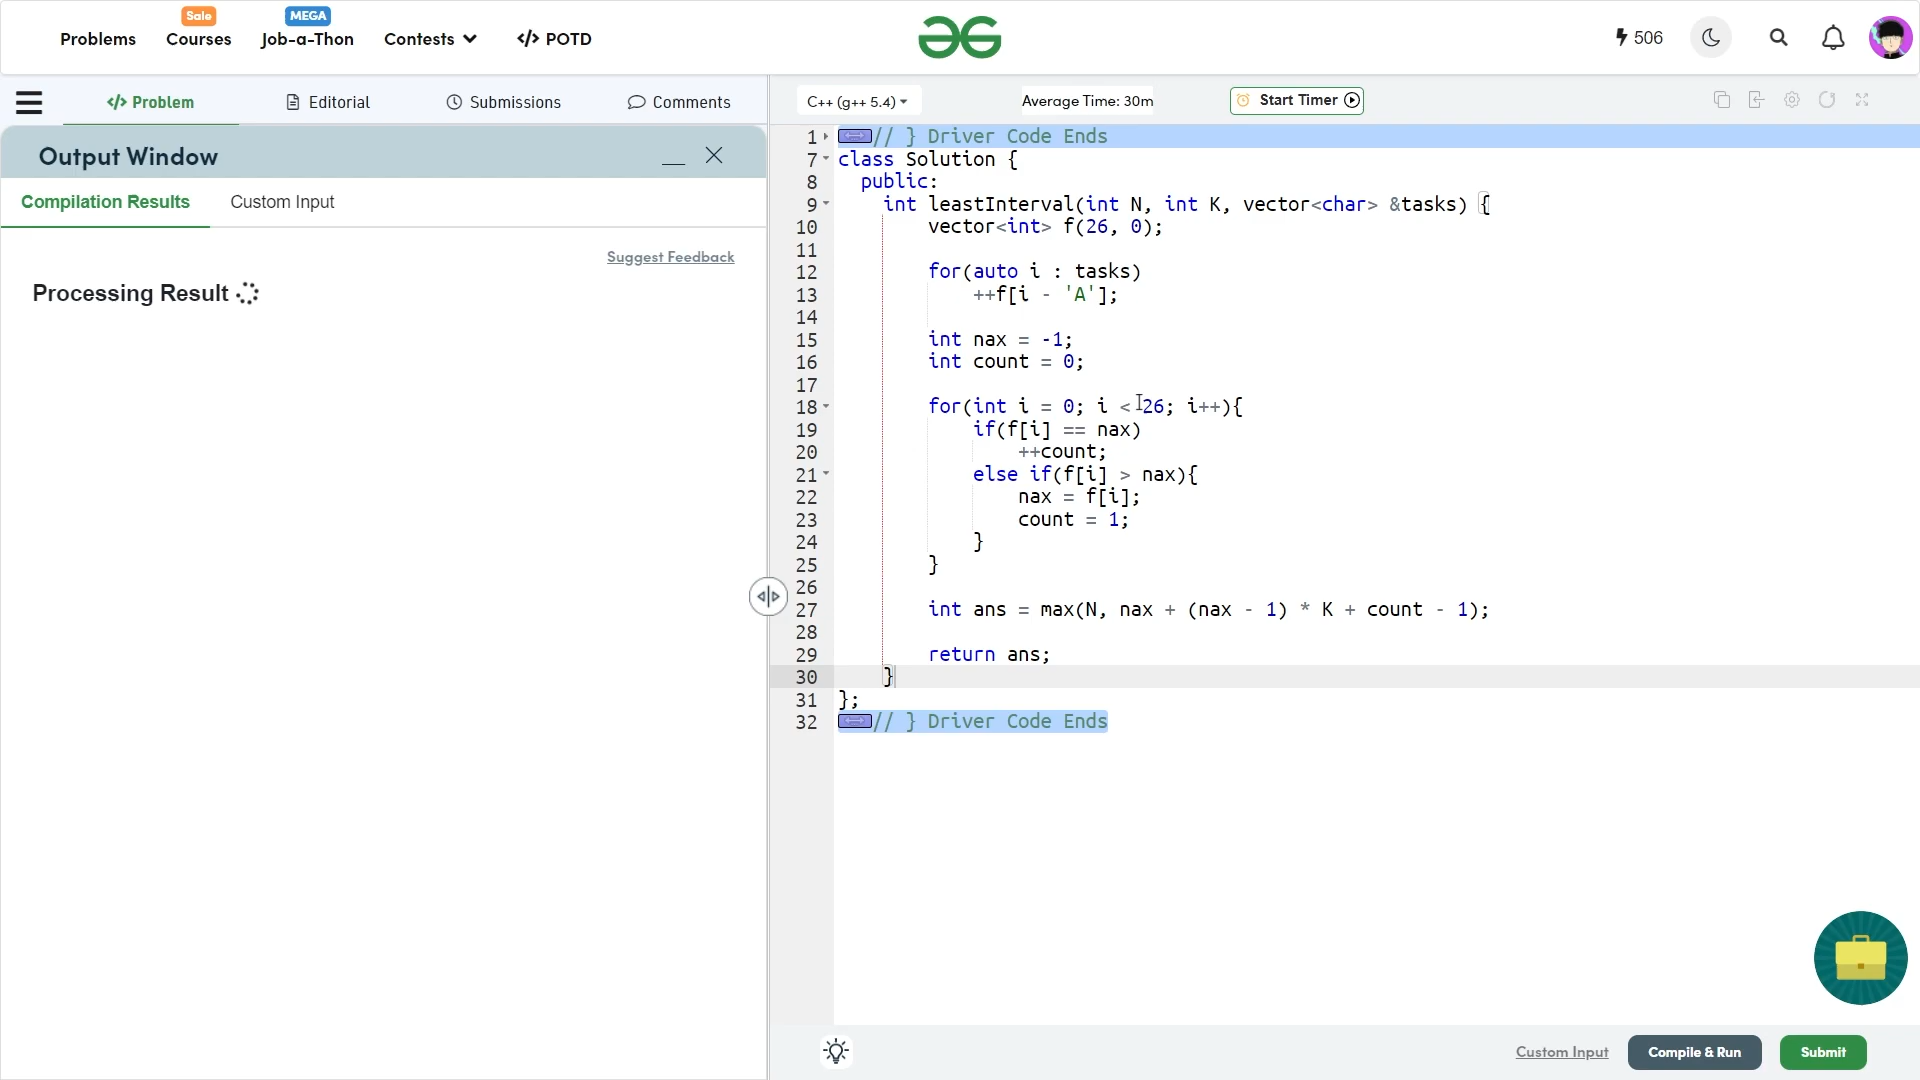 Sale
MEGA
Problems
Courses
Job-a-Thon
Contests
</> POTD
506
</> Problem
Editorial
Submissions
Comments
C++ (g++ 5.4)
Average Time: 30m
Start Timer
Output Window
Compilation Results
Custom Input
Suggest Feedback
Processing Result
1 // } Driver Code Ends
7 class Solution {
8 public:
9 int leastInterval(int N, int K, vector<char> &tasks) {
10 vector<int> f(26, 0);
11
12 for(auto i : tasks)
13 ++f[i - 'A'];
14
15 int nax = -1;
16 int count = 0;
17
18 for(int i = 0; i < 26; i++){
19 if(f[i] == nax)
20 ++count;
21 else if(f[i] > nax){
22 nax = f[i];
23 count = 1;
24 }
25 }
26
27 int ans = max(N, nax + (nax - 1) * K + count - 1);
28
29 return ans;
30 }
31 };
32 // } Driver Code Ends
Custom Input
Compile & Run
Submit